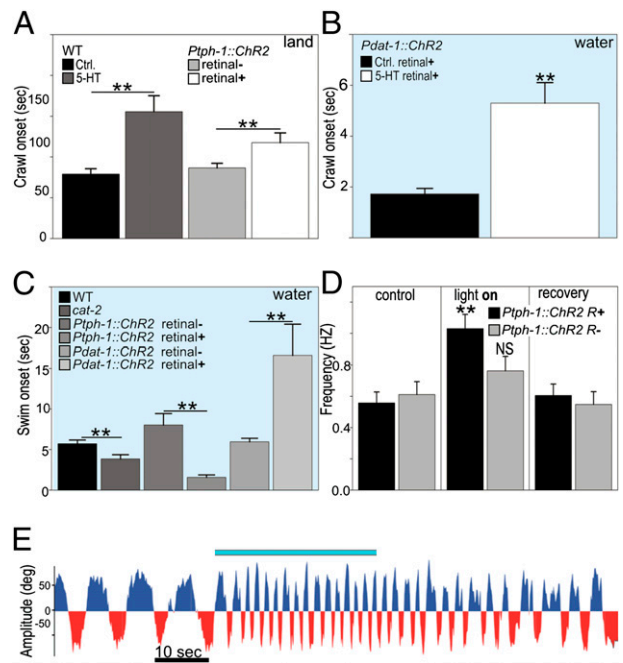 A
land
WT
Ctrl.
5-HT
Ptph-1::ChR2
retinal-
retinal+
**
**
Crawl onset (sec)
150
100
50
0
B
Pdat-1::ChR2
water
Ctrl. retinal+
5-HT retinal+
**
Crawl onset (sec)
6
4
2
C
water
WT
cat-2
Ptph-1::ChR2 retinal-
Ptph-1::ChR2 retinal+
Pdat-1::ChR2 retinal-
Pdat-1::ChR2 retinal+
**
**
**
Swim onset (sec)
20
15
10
5
0
D
control
light on
recovery
Ptph-1::ChR2 R+
Ptph-1::ChR2 R-
**
NS
Frequency (HZ)
1.2
0.8
0.4
0.0
E
Amplitude (deg)
50
0
-50
10 sec